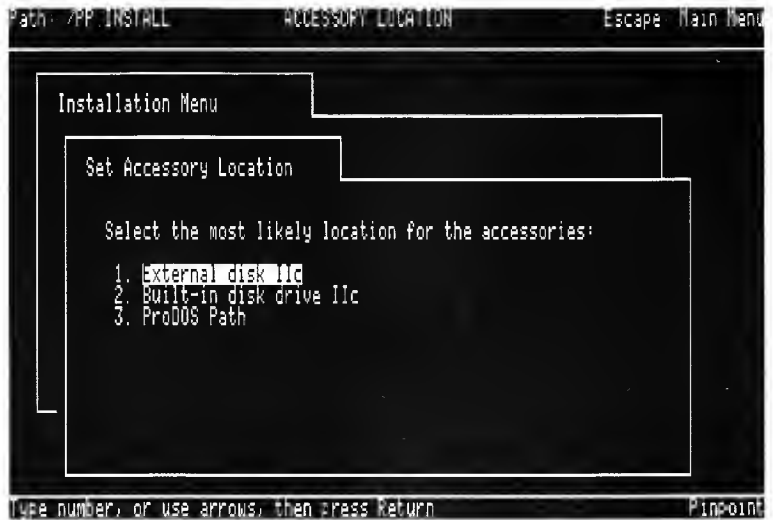 Path: /PP.INSTALL ACCESSORY LOCATION Escape: Main Menu
Installation Menu
Set Accessory Location
Select the most likely location for the accessories:
1. External disk IIc
2. Built-in disk drive IIc
3. ProDOS Path
Type number, or use arrows, then press Return Pinpoint